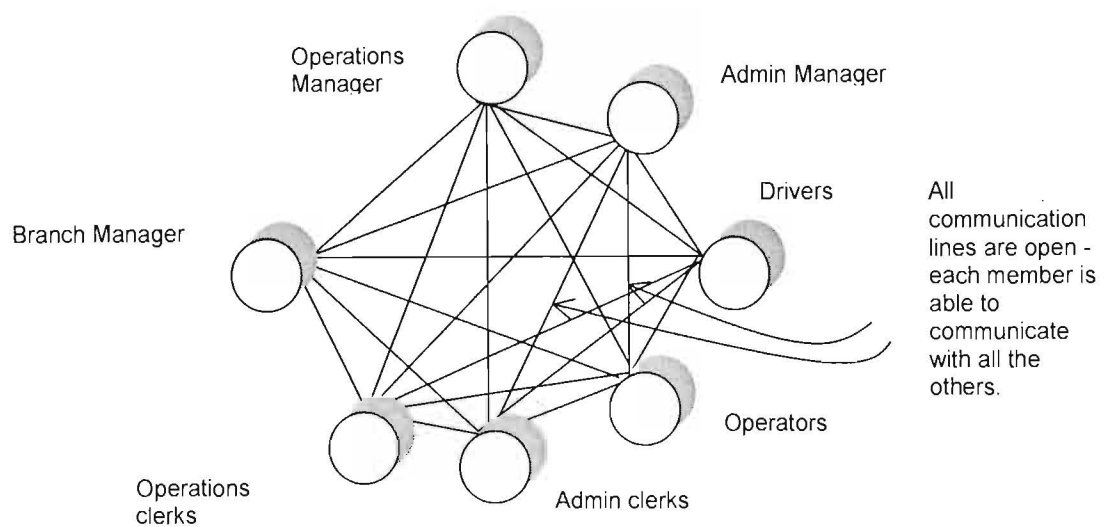 Operations
Manager
Admin Manager
Drivers
Branch Manager
All
communication
lines are open -
each member is
able to
communicate
with all the
others.
Operators
Operations
clerks
Admin clerks